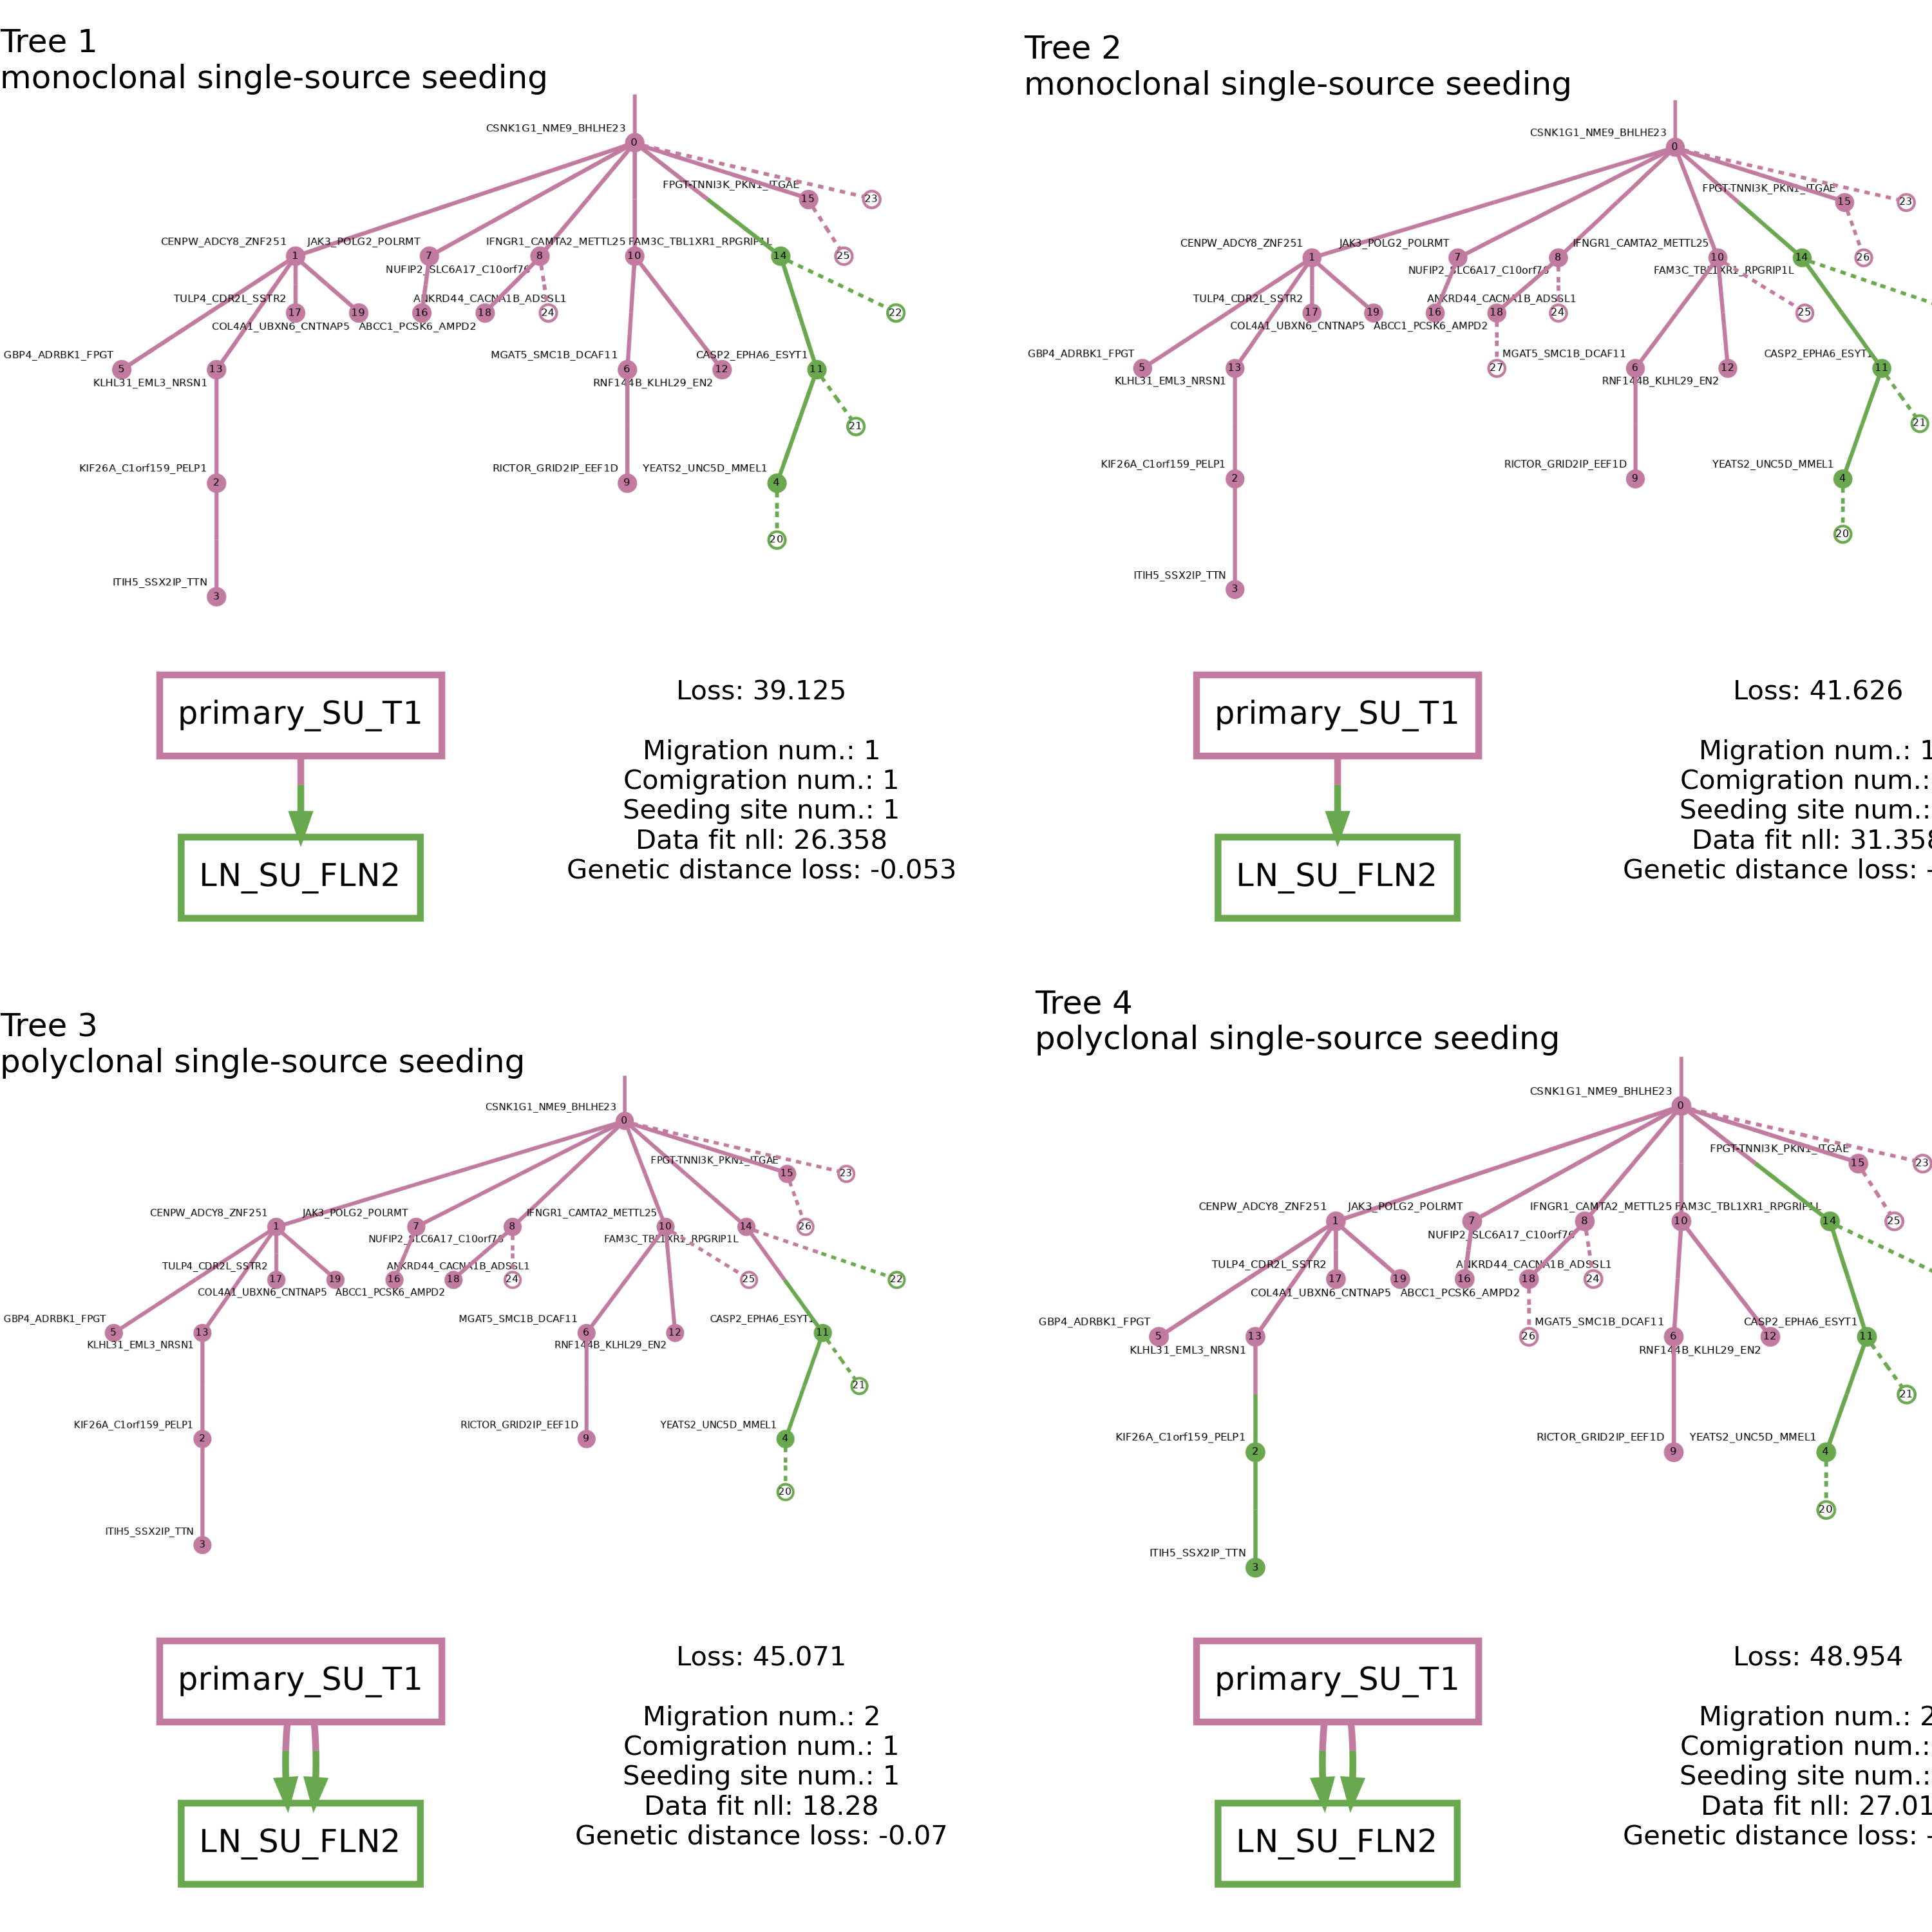 Tree 1
monoclonal single-source seeding
CSNK1G1_NME9_BHLHE23
0
FPGT-TNNI3K_PKN1_ITGAE
15
23
CENPW_ADCY8_ZNF251
1
JAK3_POLG2_POLRMT
7
IFNGR1_CAMTA2_METTL25
8
FAM3C_TBL1XR1_RPGRIP1L
10
14
25
NUFIP2_SLC6A17_C10orf76
TULP4_CDR2L_SSTR2
17
19
ANKRD44_CACNA1B_ADSSL1
16
18
24
22
COL4A1_UBXN6_CNTNAP5
ABCC1_PCSK6_AMPD2
GBP4_ADRBK1_FPGT
5
13
MGAT5_SMC1B_DCAF11
6
CASP2_EPHA6_ESYT1
12
11
KLHL31_EML3_NRSN1
RNF144B_KLHL29_EN2
21
KIF26A_C1orf159_PELP1
2
RICTOR_GRID2IP_EEF1D
9
YEATS2_UNC5D_MMEL1
4
20
ITIH5_SSX2IP_TTN
3
primary_SU_T1
LN_SU_FLN2
Loss: 39.125
Migration num.: 1
Comigration num.: 1
Seeding site num.: 1
Data fit nll: 26.358
Genetic distance loss: -0.053
Tree 2
monoclonal single-source seeding
CSNK1G1_NME9_BHLHE23
0
FPGT-TNNI3K_PKN1_ITGAE
15
23
CENPW_ADCY8_ZNF251
1
JAK3_POLG2_POLRMT
7
IFNGR1_CAMTA2_METTL25
8
10
14
26
NUFIP2_SLC6A17_C10orf76
FAM3C_TBL1XR1_RPGRIP1L
TULP4_CDR2L_SSTR2
17
19
ANKRD44_CACNA1B_ADSSL1
16
18
24
25
COL4A1_UBXN6_CNTNAP5
ABCC1_PCSK6_AMPD2
GBP4_ADRBK1_FPGT
5
13
27
MGAT5_SMC1B_DCAF11
6
CASP2_EPHA6_ESYT1
12
11
KLHL31_EML3_NRSN1
RNF144B_KLHL29_EN2
21
KIF26A_C1orf159_PELP1
2
RICTOR_GRID2IP_EEF1D
9
YEATS2_UNC5D_MMEL1
4
20
ITIH5_SSX2IP_TTN
3
primary_SU_T1
LN_SU_FLN2
Loss: 41.626
Migration num.: 1
Comigration num.:
Seeding site num.:
Data fit nll: 31.358
Genetic distance loss: -
Tree 3
polyclonal single-source seeding
CSNK1G1_NME9_BHLHE23
0
FPGT-TNNI3K_PKN1_ITGAE
15
23
CENPW_ADCY8_ZNF251
1
JAK3_POLG2_POLRMT
7
IFNGR1_CAMTA2_METTL25
8
10
14
26
NUFIP2_SLC6A17_C10orf76
FAM3C_TBL1XR1_RPGRIP1L
TULP4_CDR2L_SSTR2
17
19
ANKRD44_CACNA1B_ADSSL1
16
18
24
25
22
COL4A1_UBXN6_CNTNAP5
ABCC1_PCSK6_AMPD2
GBP4_ADRBK1_FPGT
5
13
MGAT5_SMC1B_DCAF11
6
CASP2_EPHA6_ESYT1
12
11
KLHL31_EML3_NRSN1
RNF144B_KLHL29_EN2
21
KIF26A_C1orf159_PELP1
2
RICTOR_GRID2IP_EEF1D
9
YEATS2_UNC5D_MMEL1
4
20
ITIH5_SSX2IP_TTN
3
primary_SU_T1
LN_SU_FLN2
Loss: 45.071
Migration num.: 2
Comigration num.: 1
Seeding site num.: 1
Data fit nll: 18.28
Genetic distance loss: -0.07
Tree 4
polyclonal single-source seeding
CSNK1G1_NME9_BHLHE23
0
FPGT-TNNI3K_PKN1_ITGAE
15
23
CENPW_ADCY8_ZNF251
1
JAK3_POLG2_POLRMT
7
IFNGR1_CAMTA2_METTL25
8
FAM3C_TBL1XR1_RPGRIP1L
10
14
25
NUFIP2_SLC6A17_C10orf76
TULP4_CDR2L_SSTR2
17
19
ANKRD44_CACNA1B_ADSSL1
16
18
24
COL4A1_UBXN6_CNTNAP5
ABCC1_PCSK6_AMPD2
GBP4_ADRBK1_FPGT
5
13
26
MGAT5_SMC1B_DCAF11
6
CASP2_EPHA6_ESYT1
12
11
KLHL31_EML3_NRSN1
RNF144B_KLHL29_EN2
21
KIF26A_C1orf159_PELP1
2
RICTOR_GRID2IP_EEF1D
9
YEATS2_UNC5D_MMEL1
4
20
ITIH5_SSX2IP_TTN
3
primary_SU_T1
LN_SU_FLN2
Loss: 48.954
Migration num.: 2
Comigration num.:
Seeding site num.:
Data fit nll: 27.01
Genetic distance loss: -